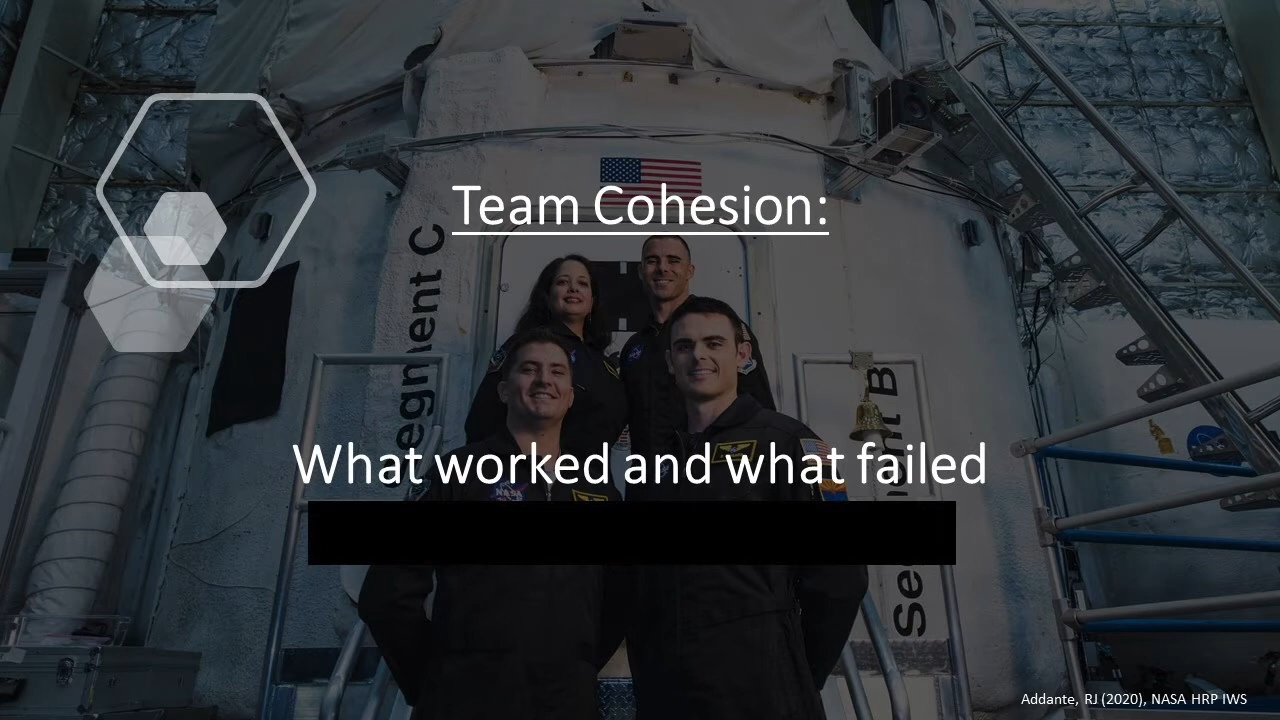 Team Cohesion:
egment C
What worked and what failed
NASA
Addante, RJ (2020), NASA HRP IWS